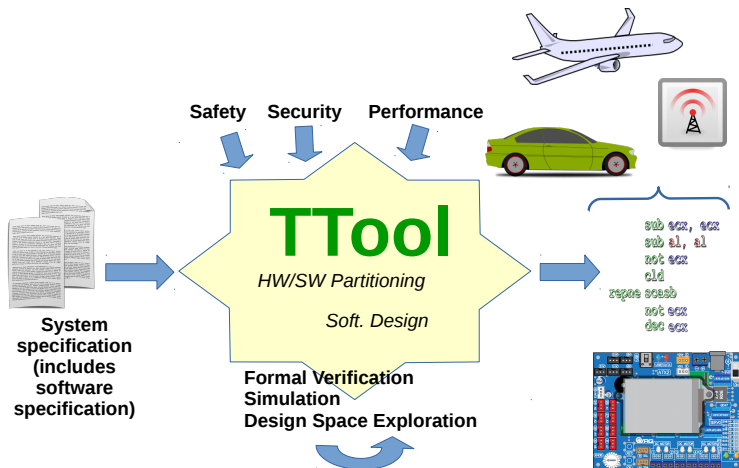 Safety Security Performance
TTool
HW/SW Partitioning
Soft. Design
System
specification
(includes
software
specification)
Formal Verification
Simulation
Design Space Exploration
sub ecx, ecx
sub al, al
not ecx
cld
repne scasb
not ecx
dec ecx